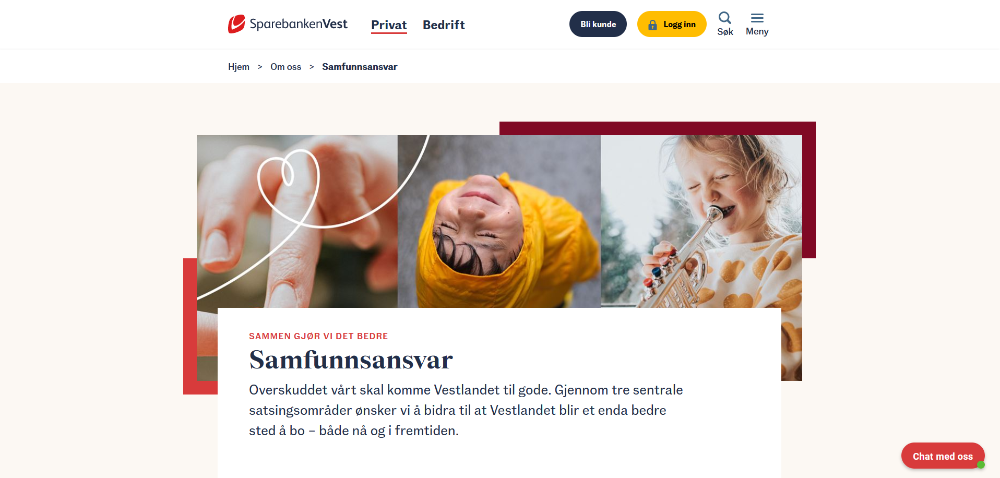 SparebankenVest
Privat
Bedrift
Bli kunde
Logg inn
Søk
Meny
Hjem > Om oss > Samfunnsansvar
SAMMEN GJØR VI DET BEDRE
Samfunnsansvar
Overskuddet vårt skal komme Vestlandet til gode. Gjennom tre sentrale
satsingsområder ønsker vi å bidra til at Vestlandet blir et enda bedre
sted å bo – både nå og i fremtiden.
Chat med oss